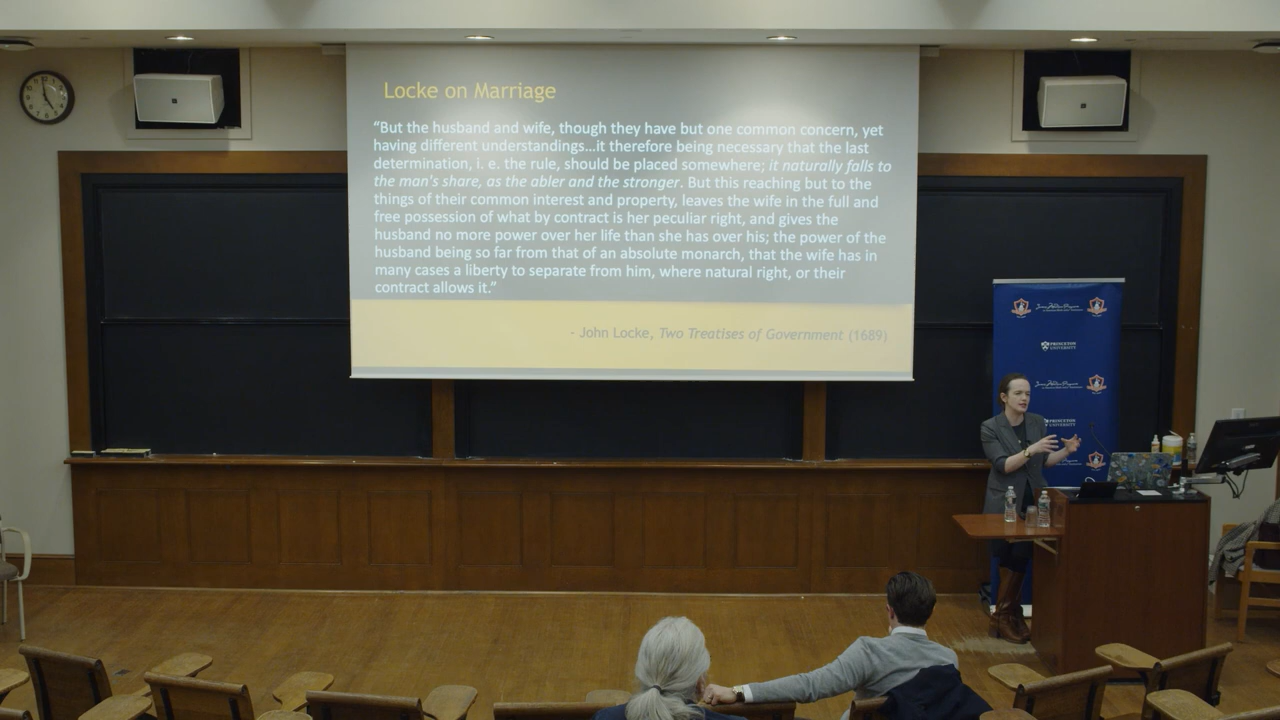 Locke on Marriage
“But the husband and wife, though they have but one common concern, yet
having different understandings…it therefore being necessary that the last
determination, i. e. the rule, should be placed somewhere; it naturally falls to
the man's share, as the abler and the stronger. But this reaching but to the
things of their common interest and property, leaves the wife in the full and
free possession of what by contract is her peculiar right, and gives the
husband no more power over her life than she has over his; the power of the
husband being so far from that of an absolute monarch, that the wife has in
many cases a liberty to separate from him, where natural right, or their
contract allows it.”
- John Locke, Two Treatises of Government (1689)
PRINCETON
UNIVERSITY
PRINCETON
UNIVERSITY